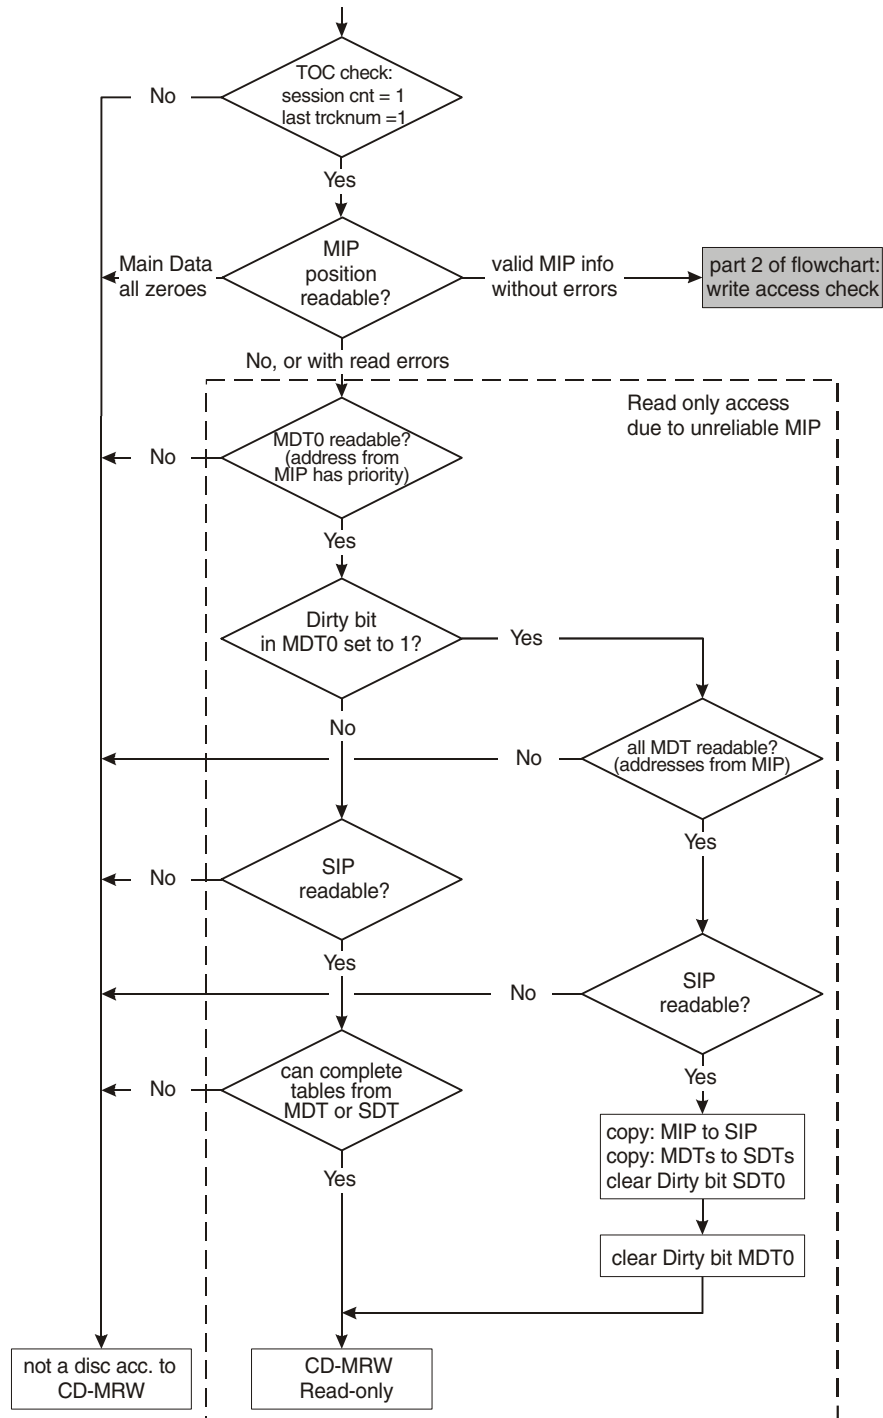 TOC check:
session cnt = 1
last trcknum =1
No
Yes
MIP
position
readable?
Main Data
all zeroes
valid MIP info
without errors
part 2 of flowchart:
write access check
No, or with read errors
Read only access
due to unreliable MIP
MDT0 readable?
(address from
MIP has priority)
No
Yes
Dirty bit
in MDT0 set to 1?
Yes
No
all MDT readable?
(addresses from MIP)
No
Yes
SIP
readable?
No
Yes
SIP
readable?
No
Yes
can complete
tables from
MDT or SDT
No
Yes
copy: MIP to SIP
copy: MDTs to SDTs
clear Dirty bit SDT0
clear Dirty bit MDT0
not a disc acc. to
CD-MRW
CD-MRW
Read-only